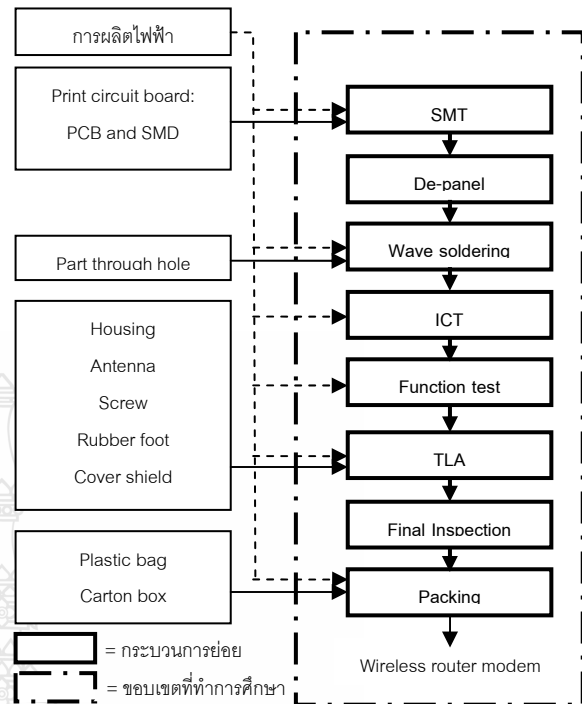 การผลิตไฟฟ้า
Print circuit board:
PCB and SMD
Part through hole
Housing
Antenna
Screw
Rubber foot
Cover shield
Plastic bag
Carton box
SMT
De-panel
Wave soldering
ICT
Function test
TLA
Final Inspection
Packing
Wireless router modem
= กระบวนการย่อย
= ขอบเขตที่ทำการศึกษา